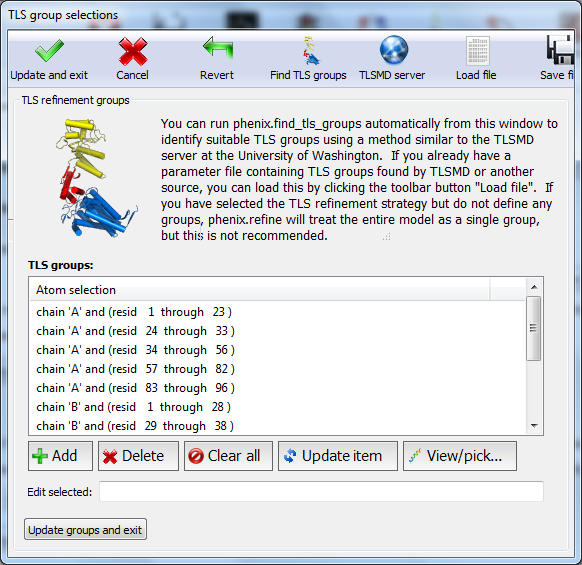 TLS group selections
Update and exit Cancel Revert Find TLS groups TLSMD server Load file Save fi
TLS refinement groups
You can run phenix.find_tls_groups automatically from this window to
identify suitable TLS groups using a method similar to the TLSMD
server at the University of Washington. If you already have a
parameter file containing TLS groups found by TLSMD or another
source, you can load this by clicking the toolbar button "Load file". If
you have selected the TLS refinement strategy but do not define any
groups, phenix.refine will treat the entire model as a single group,
but this is not recommended.
TLS groups:
Atom selection
chain 'A' and (resid 1 through 23 )
chain 'A' and (resid 24 through 33 )
chain 'A' and (resid 34 through 56 )
chain 'A' and (resid 57 through 82 )
chain 'A' and (resid 83 through 96 )
chain 'B' and (resid 1 through 28 )
chain 'B' and (resid 29 through 38 )
Add Delete Clear all Update item View/pick...
Edit selected:
Update groups and exit